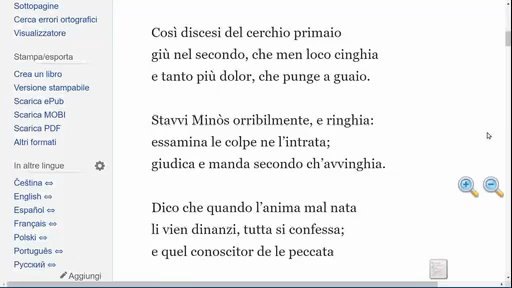 Sottopagine
Cerca errori ortografici
Visualizzatore
Stampa/esporta
Crea un libro
Versione stampabile
Scarica ePub
Scarica MOBI
Scarica PDF
Altri formati
In altre lingue
Čeština ⇔
English ⇔
Español ⇔
Français ⇔
Polski ⇔
Português ⇔
Русский ⇔
Aggiungi
Così discesi del cerchio primaio
giù nel secondo, che men loco cinghia
e tanto più dolor, che punge a guaio.
Stavvi Minòs orribilmente, e ringhia:
essamina le colpe ne l’intrata;
giudica e manda secondo ch’avvinghia.
Dico che quando l’anima mal nata
li vien dinanzi, tutta si confessa;
e quel conoscitor de le peccata